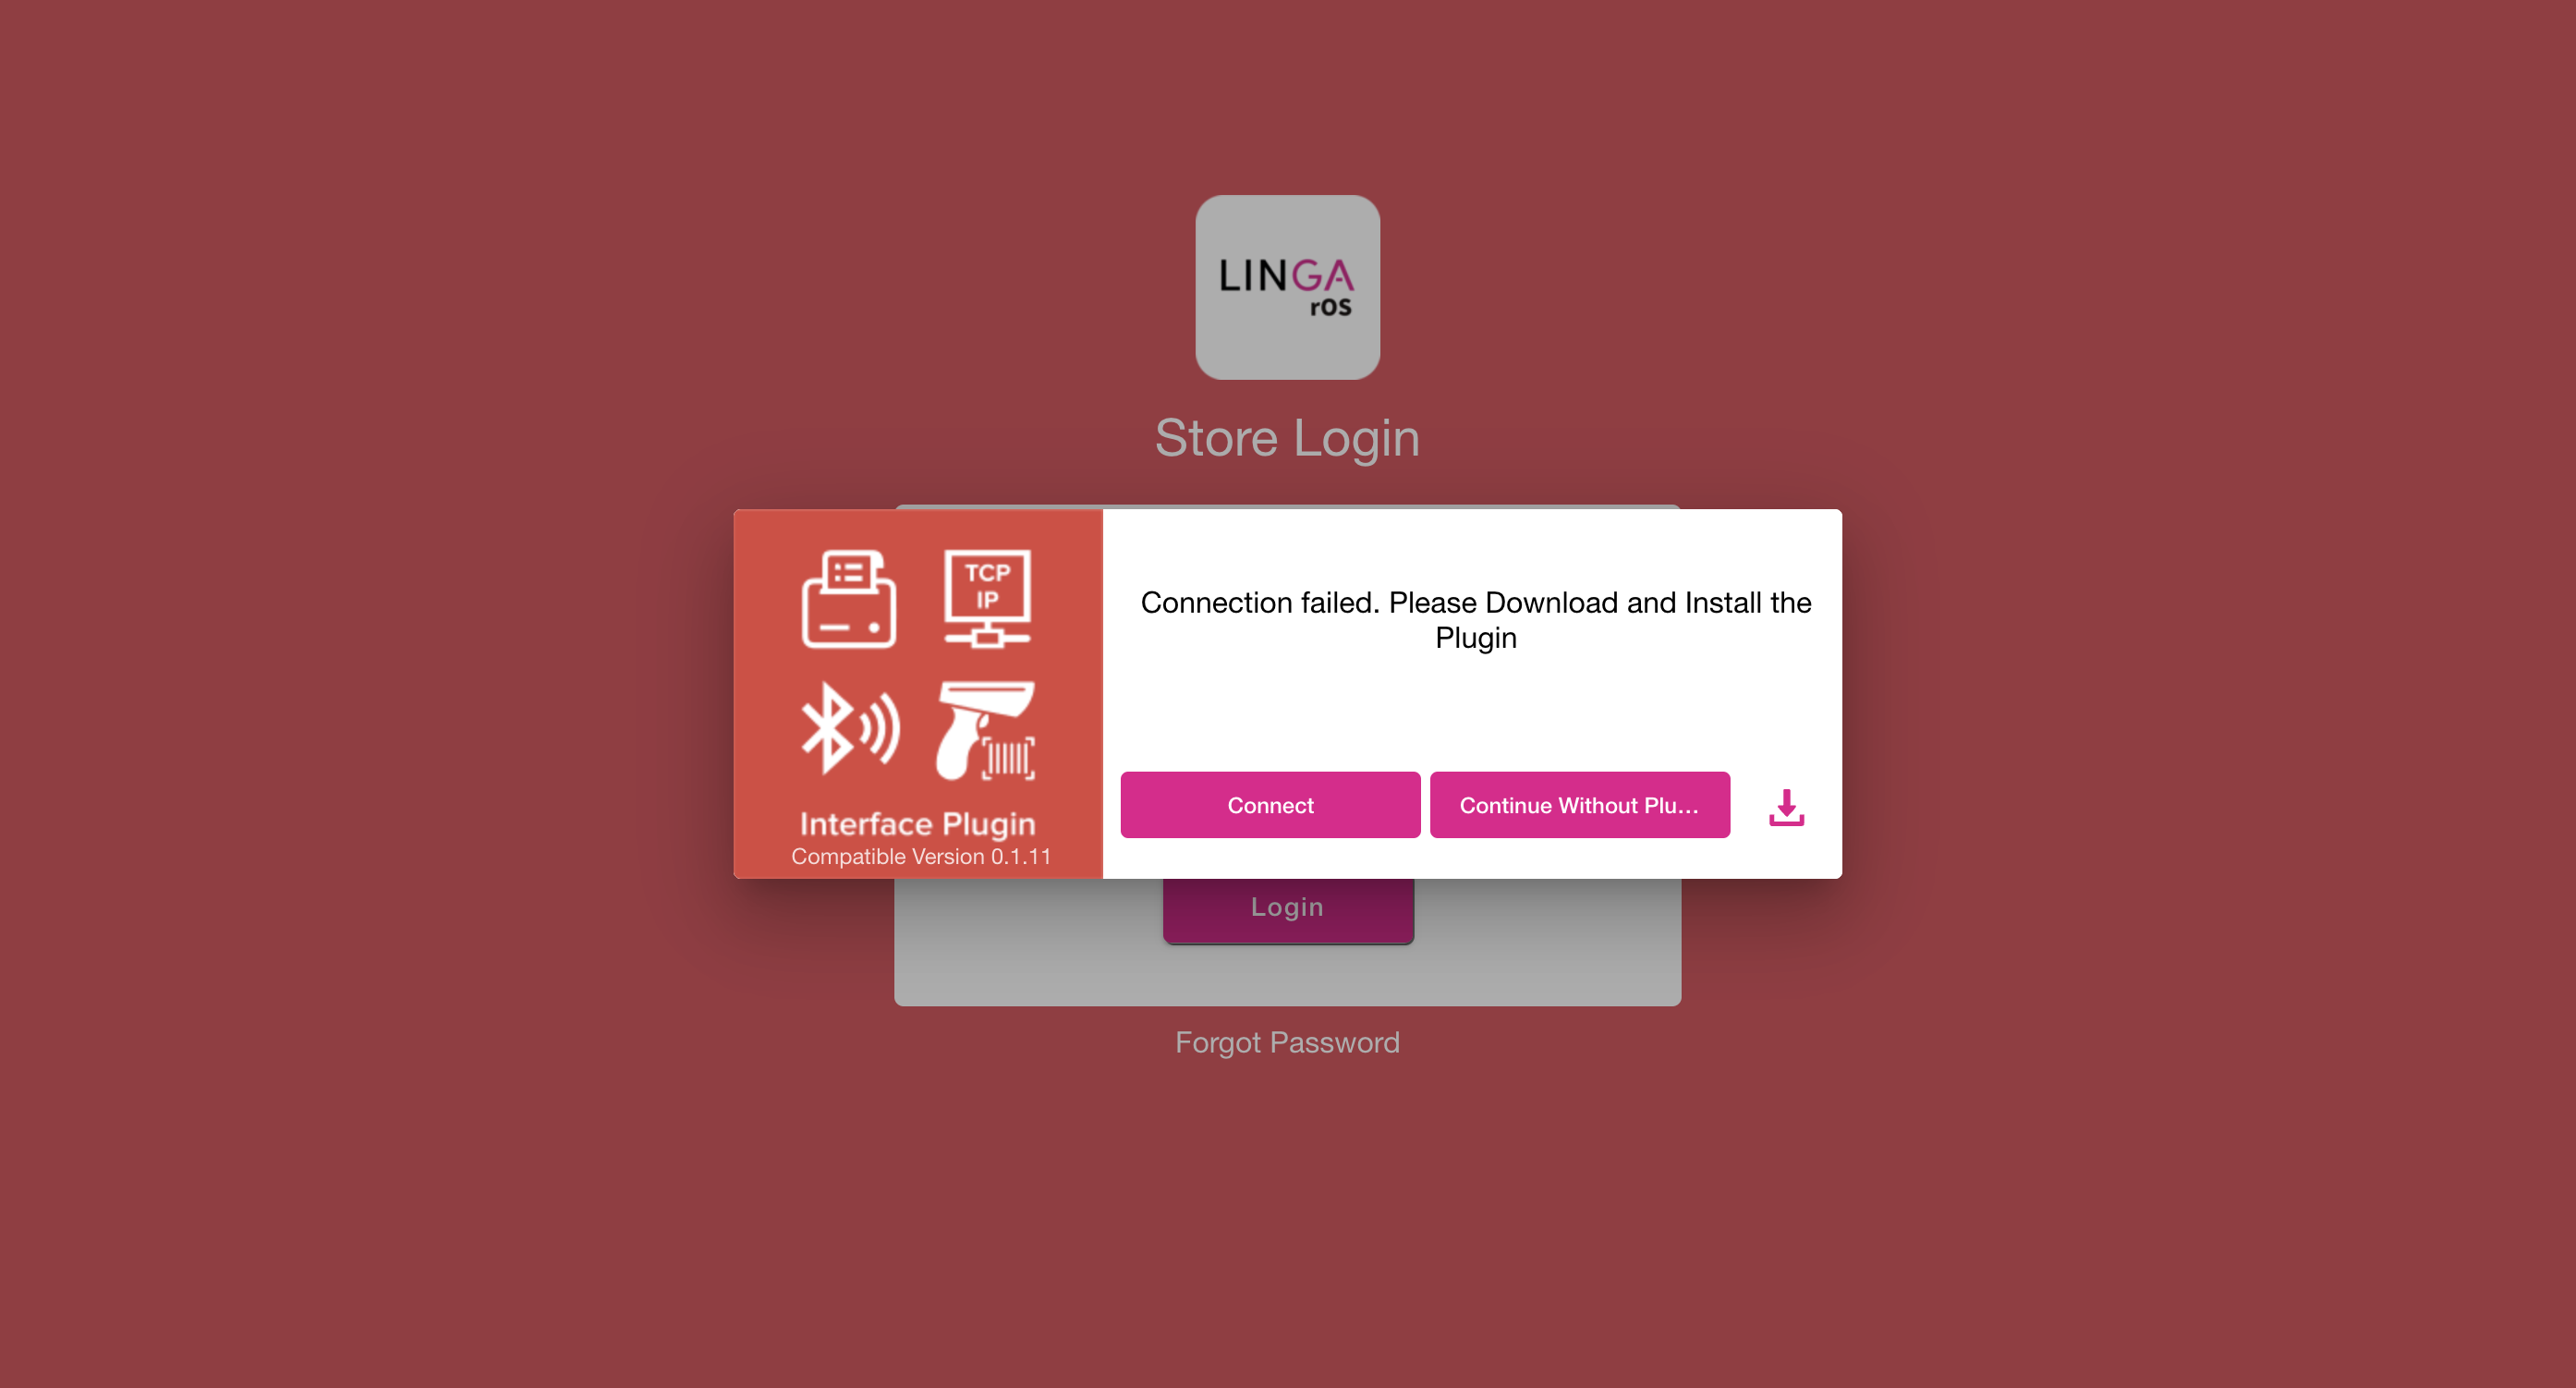 LINGA
rOS
Store Login
TCP
IP
Interface Plugin
Compatible Version 0.1.11
Connection failed. Please Download and Install the
Plugin
Connect
Continue Without Plu...
Login
Forgot Password